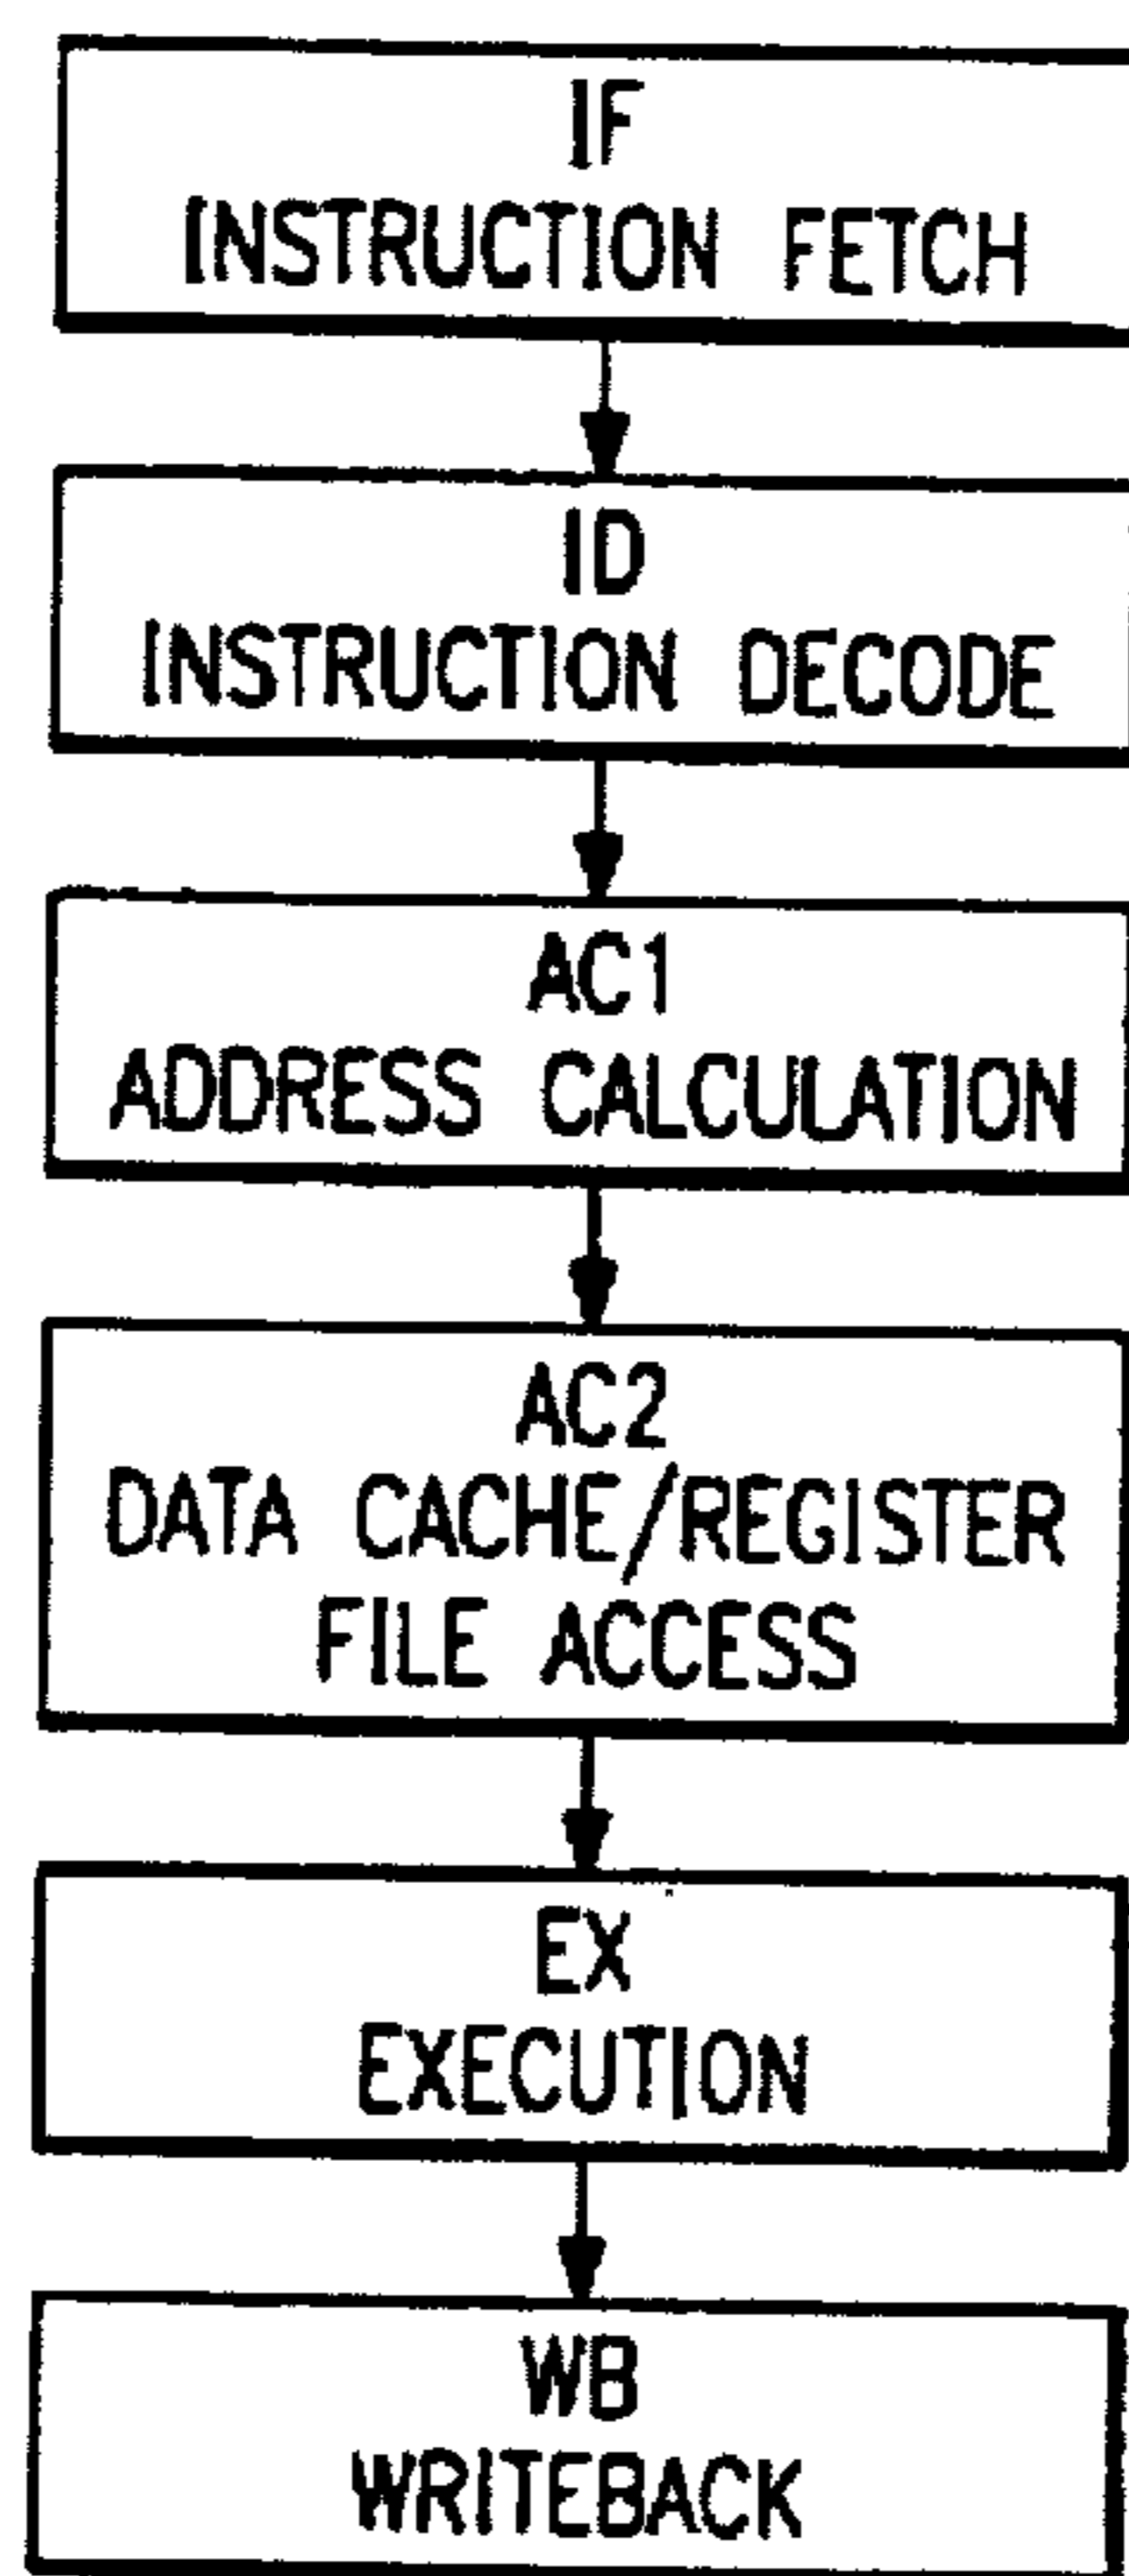 IF
INSTRUCTION FETCH
ID
INSTRUCTION DECODE
AC1
ADDRESS CALCULATION
AC2
DATA CACHE/REGISTER
FILE ACCESS
EX
EXECUTION
WB
WRITEBACK